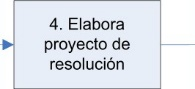 4. Elabora
proyecto de
resolución